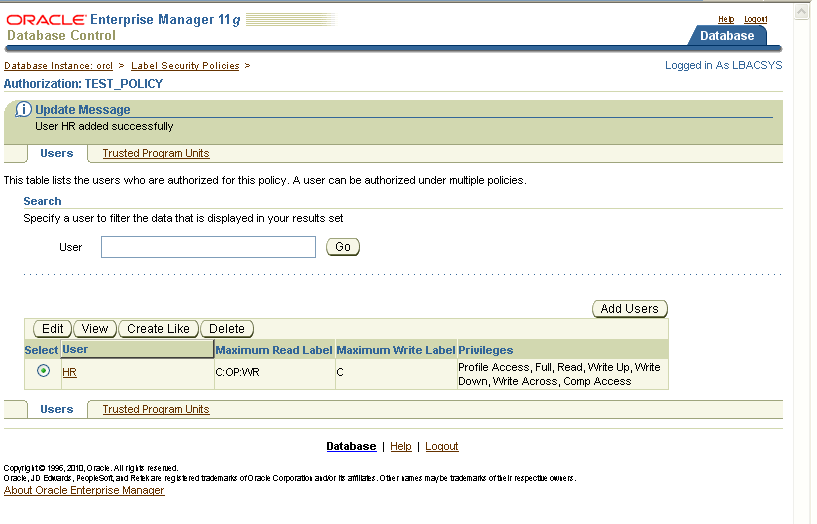 ORACLE Enterprise Manager 11g
Database Control
Help Logout
Database
Database Instance: orcl > Label Security Policies >
Logged in As LBACSYS
Authorization: TEST_POLICY
Update Message
User HR added successfully
Users Trusted Program Units
This table lists the users who are authorized for this policy. A user can be authorized under multiple policies.
Search
Specify a user to filter the data that is displayed in your results set
User Go
Add Users
Edit View Create Like Delete
Select User Maximum Read Label Maximum Write Label Privileges
HR C:OP:WR C Profile Access, Full, Read, Write Up, Write
Down, Write Across, Comp Access
Users Trusted Program Units
Database | Help | Logout
Copyright © 1996, 2010, Oracle. All rights reserved.
Oracle, JD Edwards, PeopleSoft, and Retek are registered trademarks of Oracle Corporation and/or its affiliates. Other names may be trademarks of their respective owners.
About Oracle Enterprise Manager